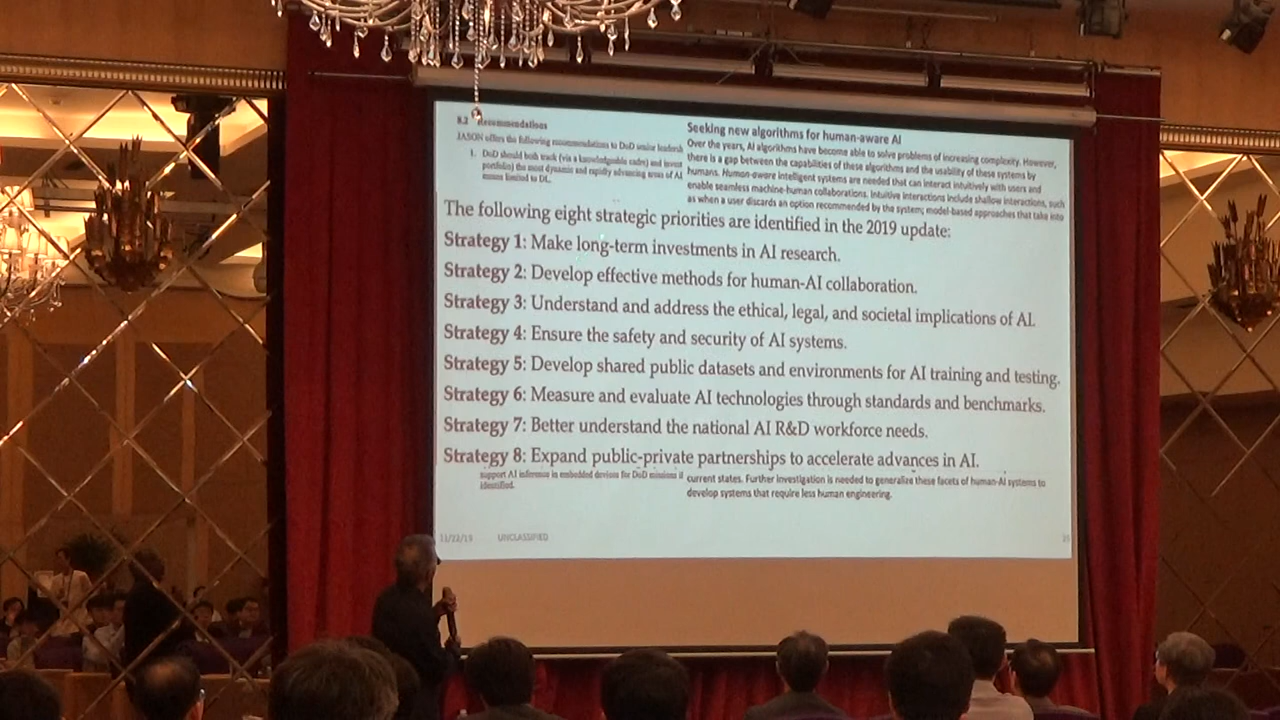 8.2 Recommendations
JASON offers the following recommendations to DoD senior leadersh
1. DoD should both track (via a knowledgeable cadre) and invest
portfolio) the most dynamic and rapidly advancing areas of AI
means limited to DL.
Seeking new algorithms for human-aware AI
Over the years, AI algorithms have become able to solve problems of increasing complexity. However,
there is a gap between the capabilities of these algorithms and the usability of these systems by
humans. Human-aware intelligent systems are needed that can interact intuitively with users and
enable seamless machine-human collaborations. Intuitive interactions include shallow interactions, such
as when a user discards an option recommended by the system; model-based approaches that take into
The following eight strategic priorities are identified in the 2019 update:
Strategy 1: Make long-term investments in AI research.
Strategy 2: Develop effective methods for human-AI collaboration.
Strategy 3: Understand and address the ethical, legal, and societal implications of AI.
Strategy 4: Ensure the safety and security of AI systems.
Strategy 5: Develop shared public datasets and environments for AI training and testing.
Strategy 6: Measure and evaluate AI technologies through standards and benchmarks.
Strategy 7: Better understand the national AI R&D workforce needs.
Strategy 8: Expand public-private partnerships to accelerate advances in AI.
support AI inference in embedded devices for DoD missions if
identified.
current states. Further investigation is needed to generalize these facets of human-AI systems to
develop systems that require less human engineering.
11/22/19 UNCLASSIFIED